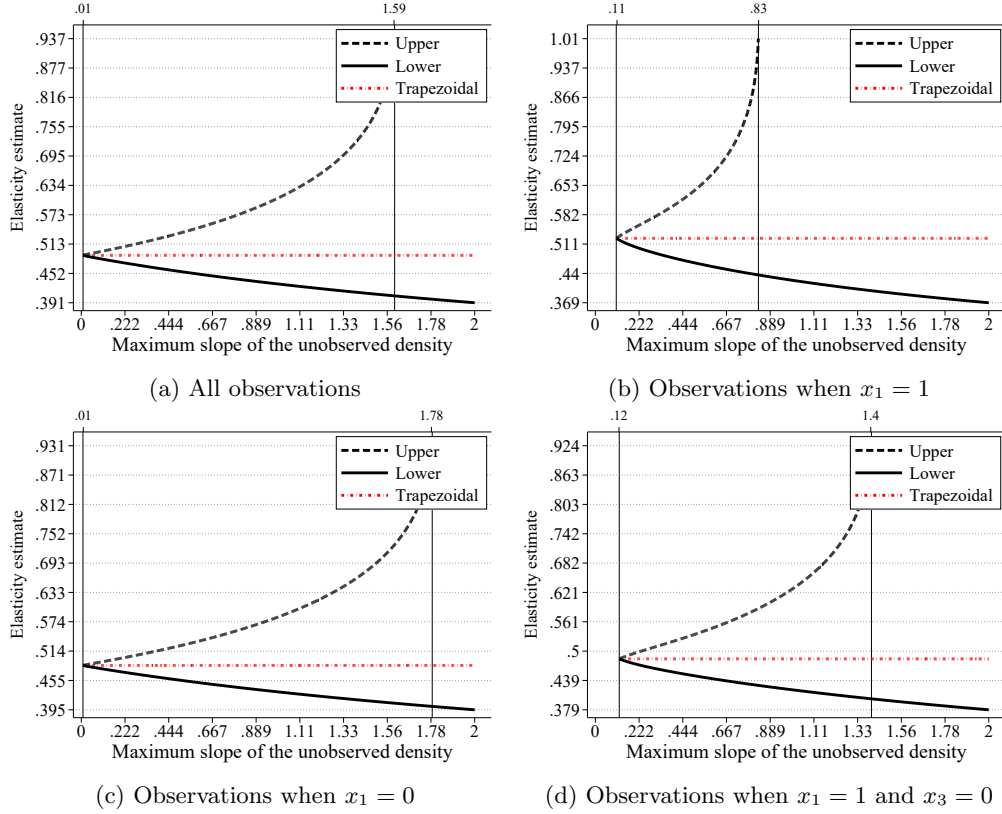 .01 1.59
.937
.877
.816
.755
.695
.634
.573
.513
.452
.391
Elasticity estimate
Upper
Lower
Trapezoidal
0 .222 .444 .667 .889 1.11 1.33 1.56 1.78 2
Maximum slope of the unobserved density
(a) All observations
.11 .83
1.01
.937
.866
.795
.724
.653
.582
.511
.44
.369
Elasticity estimate
Upper
Lower
Trapezoidal
0 .222 .444 .667 .889 1.11 1.33 1.56 1.78 2
Maximum slope of the unobserved density
(b) Observations when x₁ = 1
.01 1.78
.931
.871
.812
.752
.693
.633
.574
.514
.455
.395
Elasticity estimate
Upper
Lower
Trapezoidal
0 .222 .444 .667 .889 1.11 1.33 1.56 1.78 2
Maximum slope of the unobserved density
(c) Observations when x₁ = 0
.12 1.4
.924
.863
.803
.742
.682
.621
.561
.5
.439
.379
Elasticity estimate
Upper
Lower
Trapezoidal
0 .222 .444 .667 .889 1.11 1.33 1.56 1.78 2
Maximum slope of the unobserved density
(d) Observations when x₁ = 1 and x₃ = 0